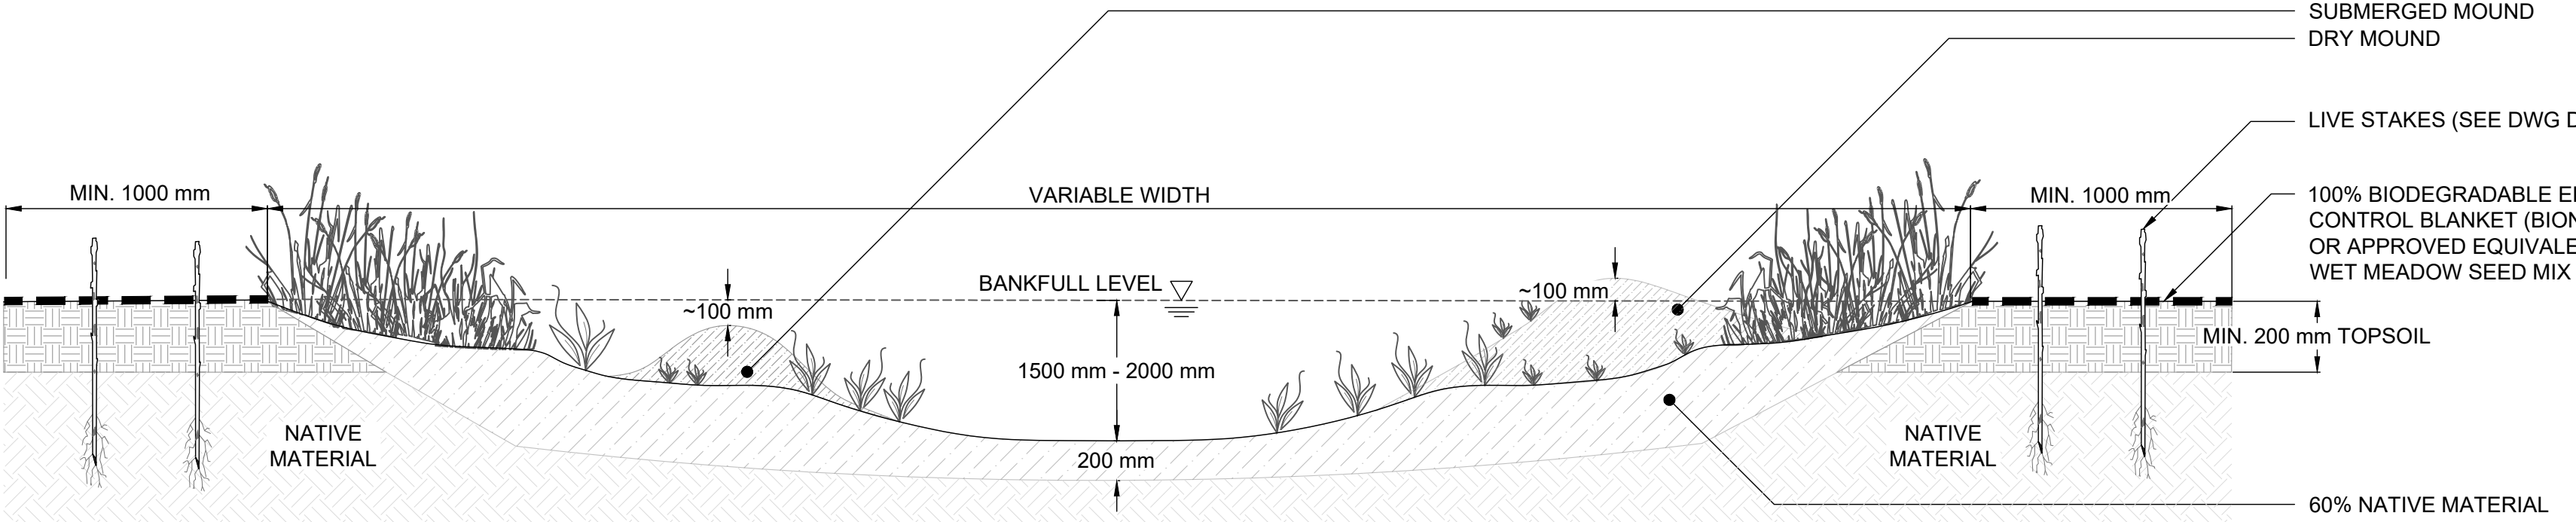 SUBMERGED MOUND
DRY MOUND
LIVE STAKES (SEE DWG
MIN. 1000 mm
VARIABLE WIDTH
MIN. 1000 mm
100% BIODEGRADABLE
CONTROL BLANKET
OR APPROVED
WET MEADOW SEED MIX
BANKFULL LEVEL
~100 mm
~100 mm
MIN. 200 mm TOPSOIL
1500 mm - 2000 mm
NATIVE
MATERIAL
200 mm
NATIVE
MATERIAL
60% NATIVE MATERIAL